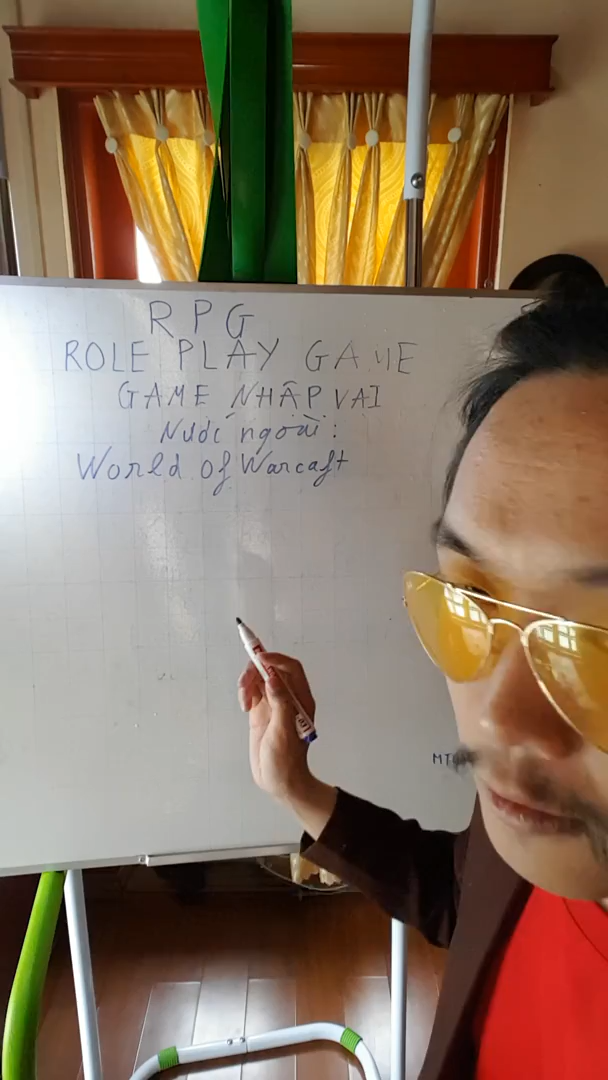 RPG
ROLE PLAY GAME
GAME NHẬP VAI
Nước ngoài:
World of Warcaft